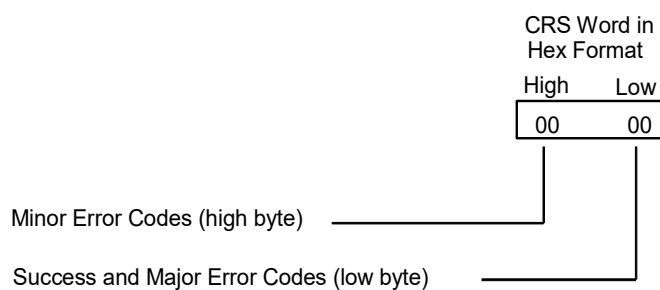 CRS Word in
Hex Format
High Low
00 00
Minor Error Codes (high byte)
Success and Major Error Codes (low byte)